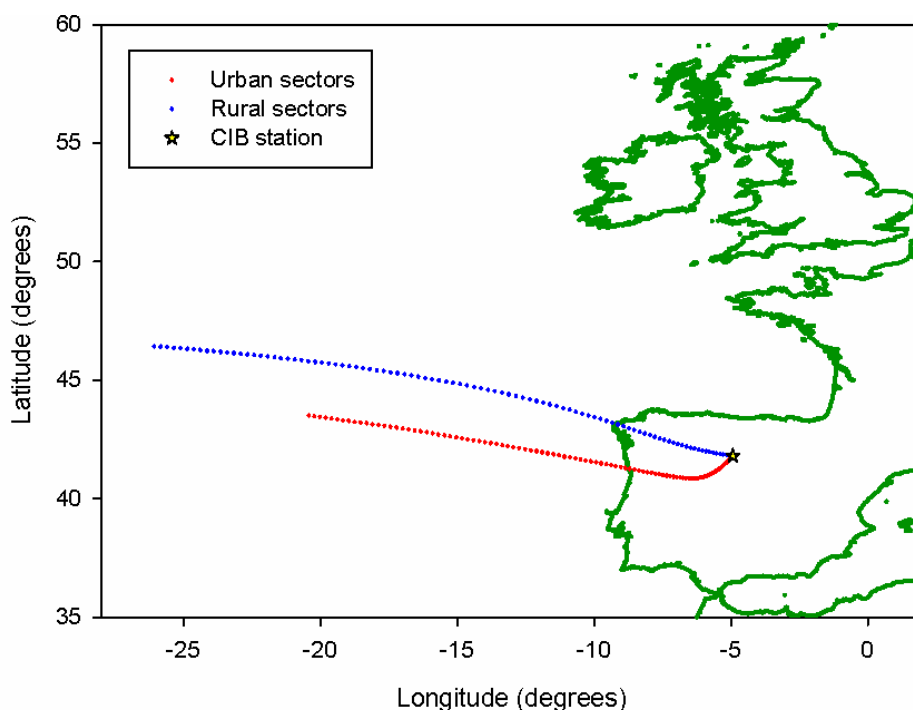 60
55
50
45
40
35
Latitude (degrees)
Urban sectors
Rural sectors
CIB station
-25
-20
-15
-10
-5
0
Longitude (degrees)